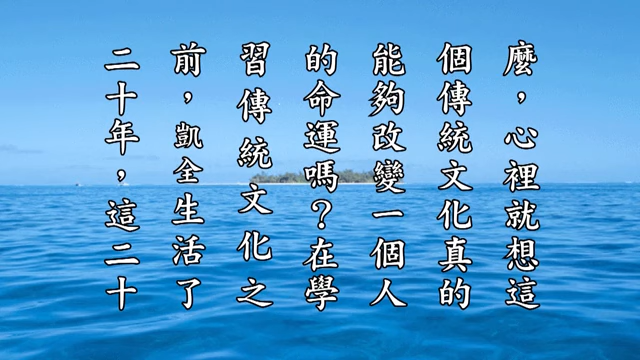 麼，心裡就想這
個傳統文化真的
能夠改變一個人
的命運嗎？在學
習傳統文化之
前，凱全生活了
二十年，這二十